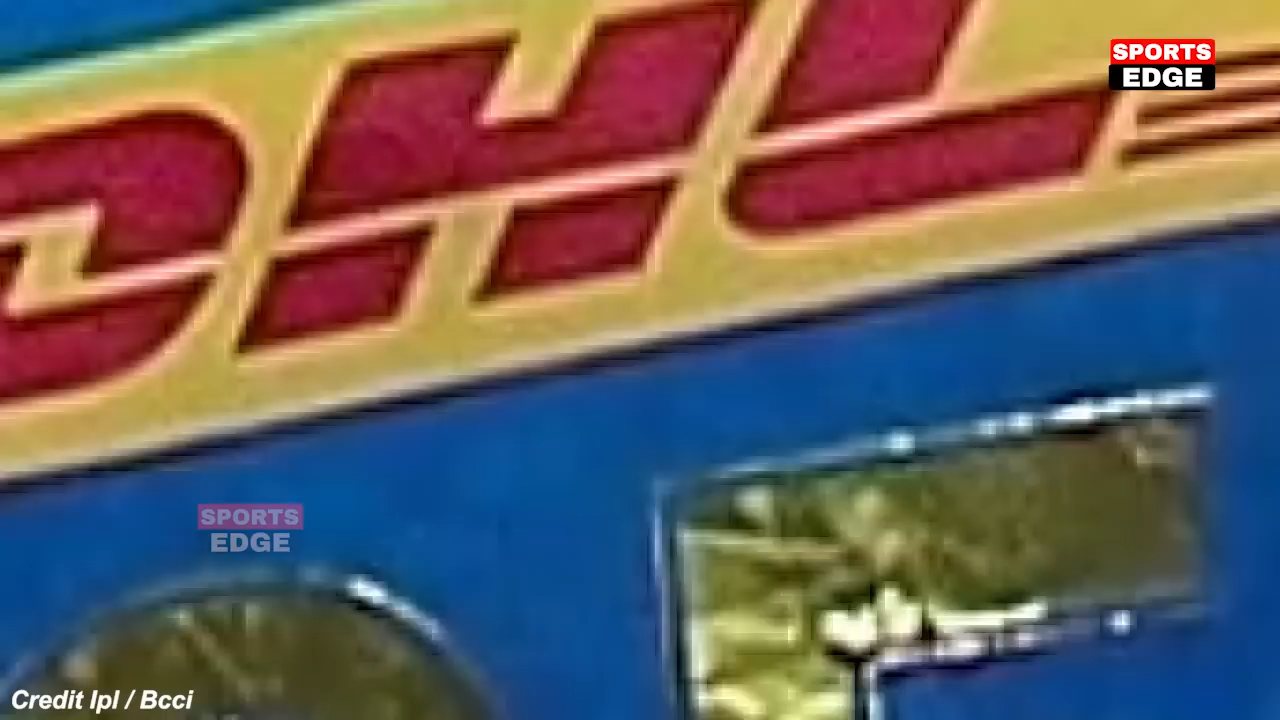 DHL
SPORTS
EDGE
SPORTS
EDGE
Credit Ipl / Bcci